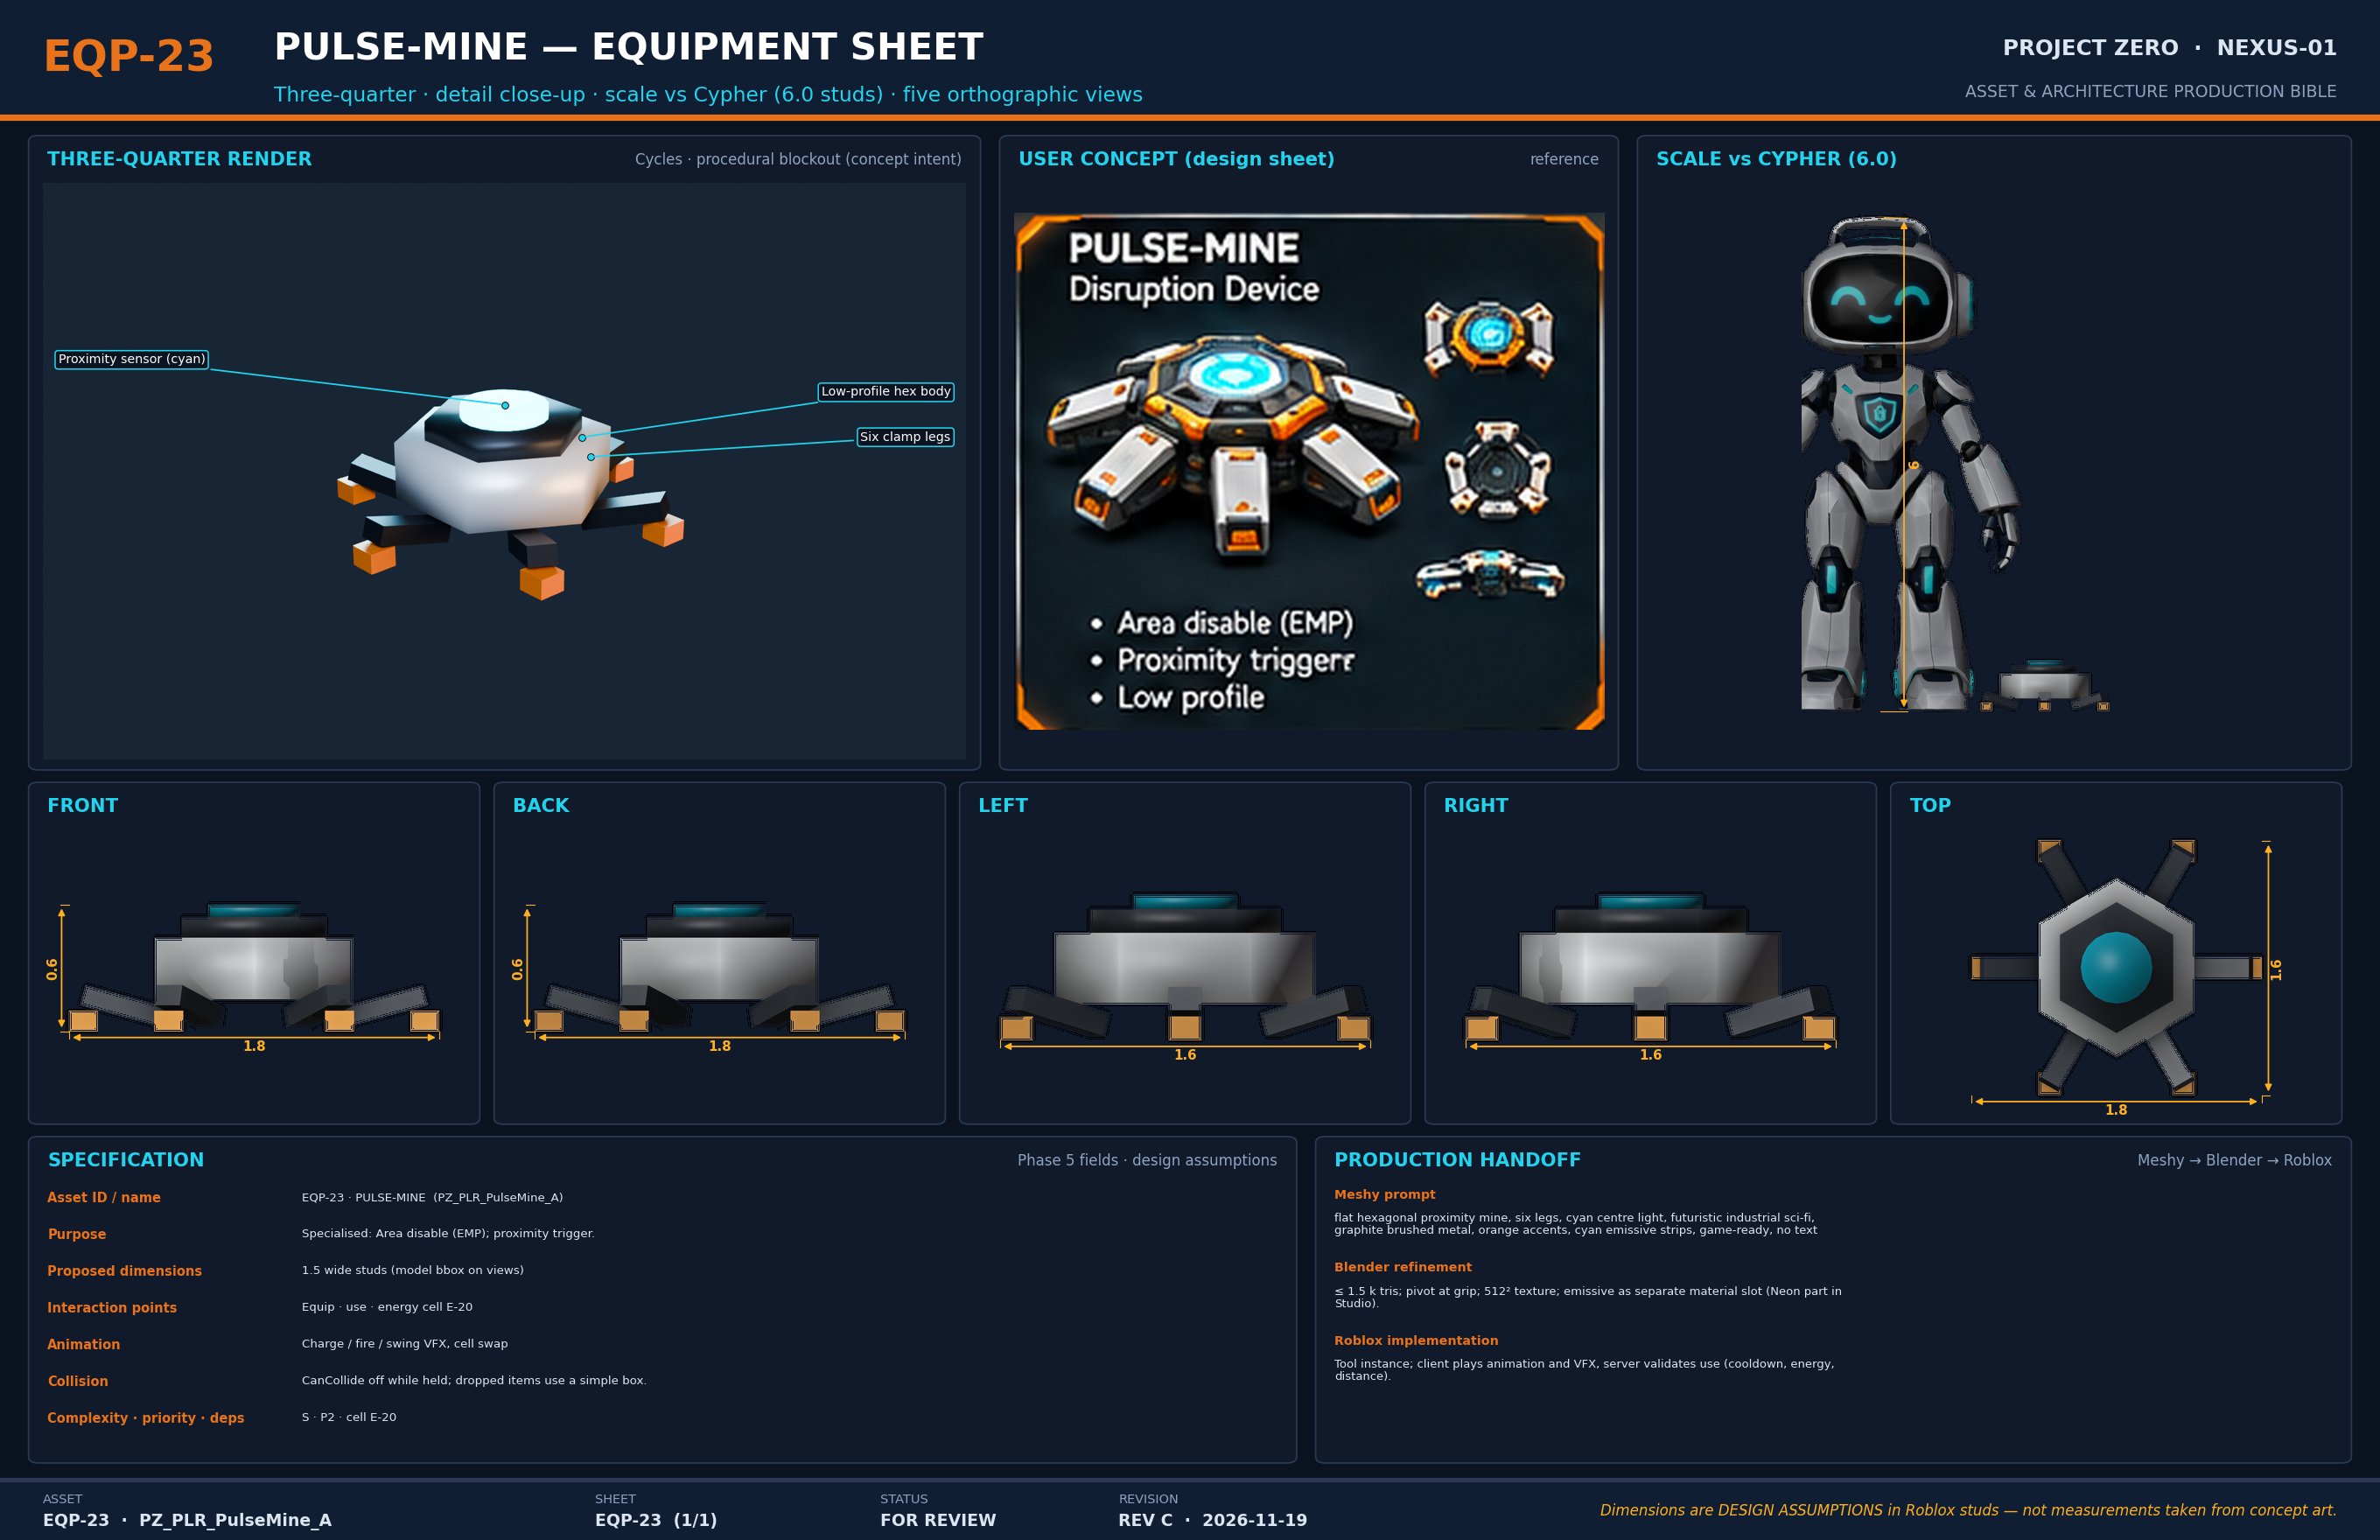 EQP-23
PULSE-MINE — EQUIPMENT SHEET
Three-quarter · detail close-up · scale vs Cypher (6.0 studs) · five orthographic views
PROJECT ZERO · NEXUS-01
ASSET & ARCHITECTURE PRODUCTION BIBLE
THREE-QUARTER RENDER
Cycles · procedural blockout (concept intent)
Proximity sensor (cyan)
Low-profile hex body
Six clamp legs
USER CONCEPT (design sheet)
reference
PULSE-MINE
Disruption Device
• Area disable (EMP)
• Proximity triggerr
• Low profile
SCALE vs CYPHER (6.0)
6
FRONT
0.6
1.8
BACK
0.6
1.8
LEFT
1.6
RIGHT
1.6
TOP
1.6
1.8
SPECIFICATION
Phase 5 fields · design assumptions
Asset ID / name
EQP-23 · PULSE-MINE (PZ_PLR_PulseMine_A)
Purpose
Specialised: Area disable (EMP); proximity trigger.
Proposed dimensions
1.5 wide studs (model bbox on views)
Interaction points
Equip · use · energy cell E-20
Animation
Charge / fire / swing VFX, cell swap
Collision
CanCollide off while held; dropped items use a simple box.
Complexity · priority · deps
S · P2 · cell E-20
PRODUCTION HANDOFF
Meshy → Blender → Roblox
Meshy prompt
flat hexagonal proximity mine, six legs, cyan centre light, futuristic industrial sci-fi,
graphite brushed metal, orange accents, cyan emissive strips, game-ready, no text
Blender refinement
≤ 1.5 k tris; pivot at grip; 512² texture; emissive as separate material slot (Neon part in
Studio).
Roblox implementation
Tool instance; client plays animation and VFX, server validates use (cooldown, energy,
distance).
ASSET
EQP-23 · PZ_PLR_PulseMine_A
SHEET
EQP-23 (1/1)
STATUS
FOR REVIEW
REVISION
REV C · 2026-11-19
Dimensions are DESIGN ASSUMPTIONS in Roblox studs — not measurements taken from concept art.